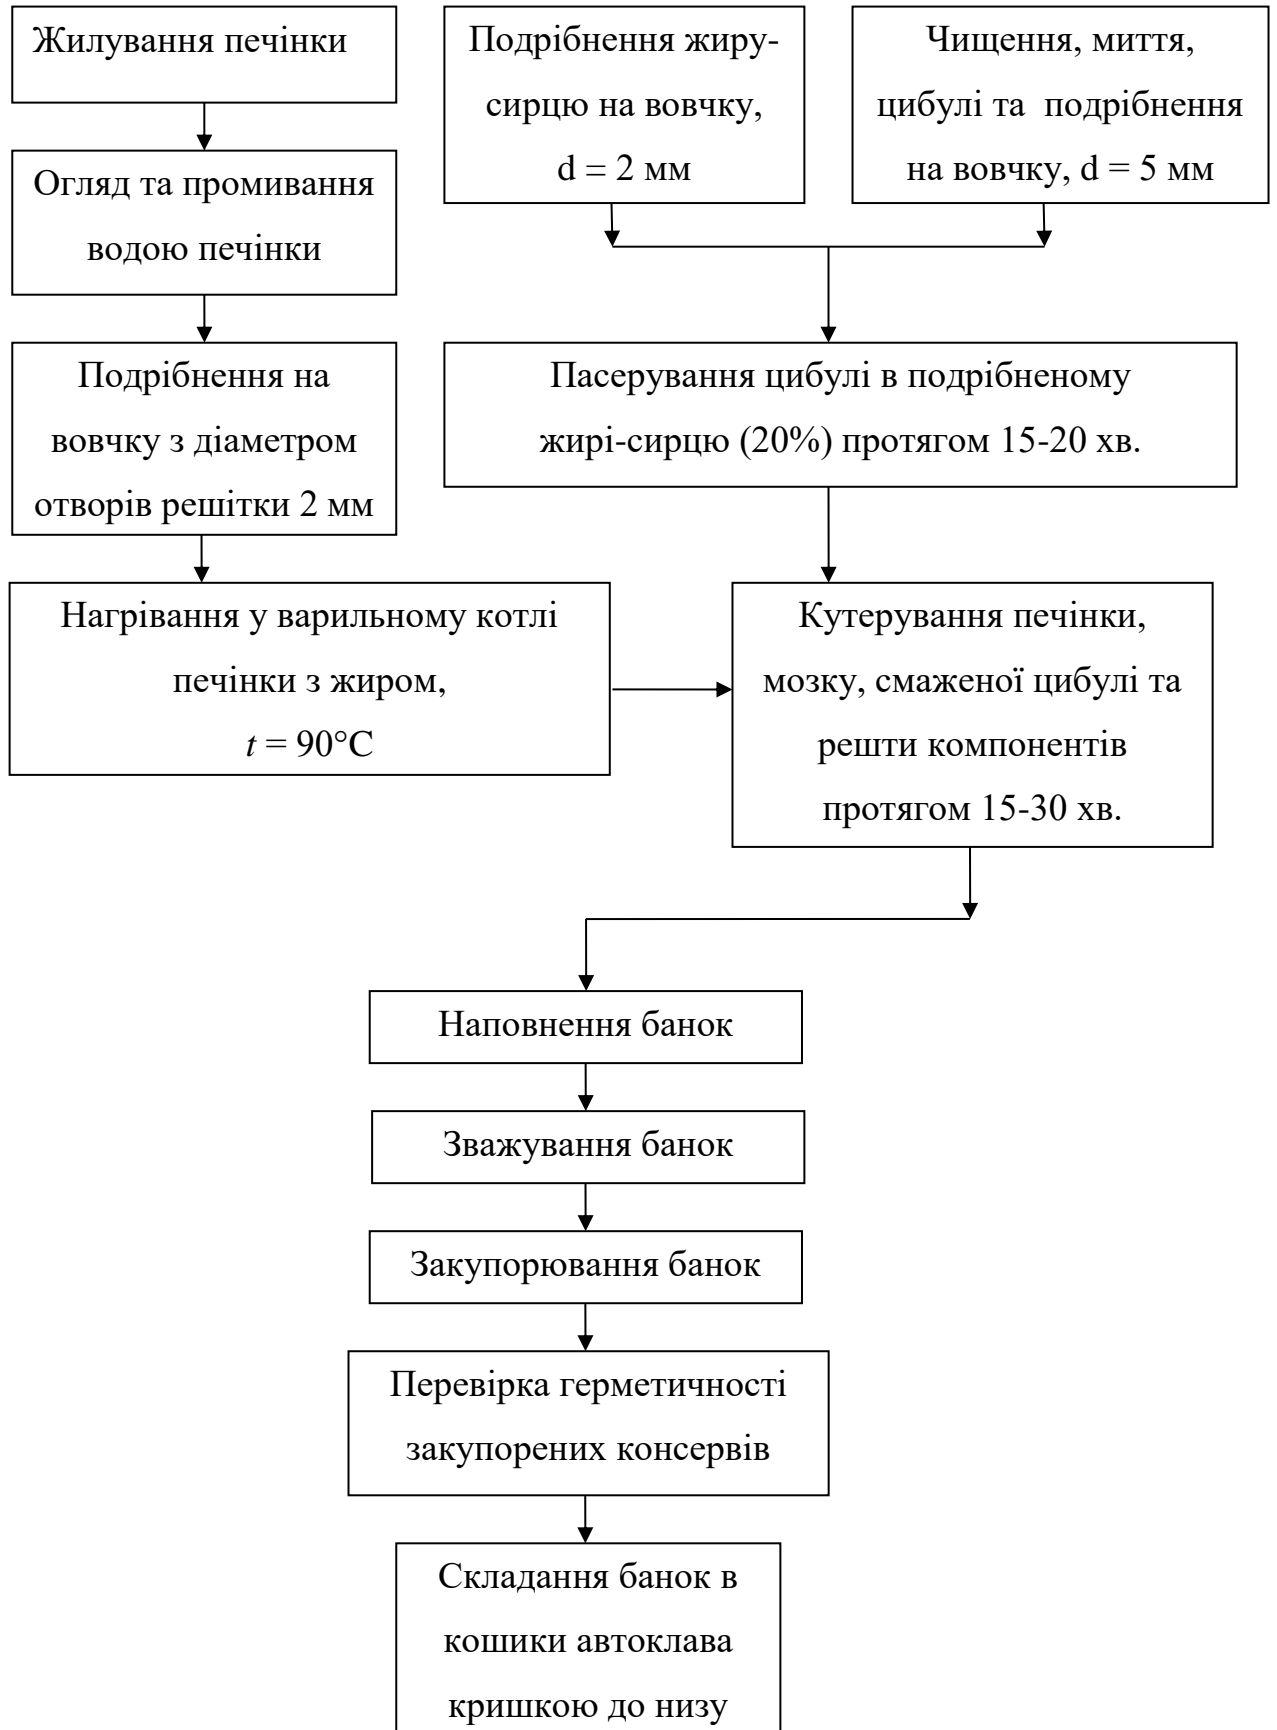 Жилування печінки
Огляд та промивання
водою печінки
Подрібнення на
вовчку з діаметром
отворів решітки 2 мм
Нагрівання у варильному котлі
печінки з жиром,
t = 90°C
Подрібнення жиру-
сирцю на вовчку,
d = 2 мм
Чищення, миття,
цибулі та подрібнення
на вовчку, d = 5 мм
Пасерування цибулі в подрібненому
жирі-сирцю (20%) протягом 15-20 хв.
Кутерування печінки,
мозку, смаженої цибулі та
решти компонентів
протягом 15-30 хв.
Наповнення банок
Зважування банок
Закупорювання банок
Перевірка герметичності
закупорених консервів
Складання банок в
кошики автоклава
кришкою до низу